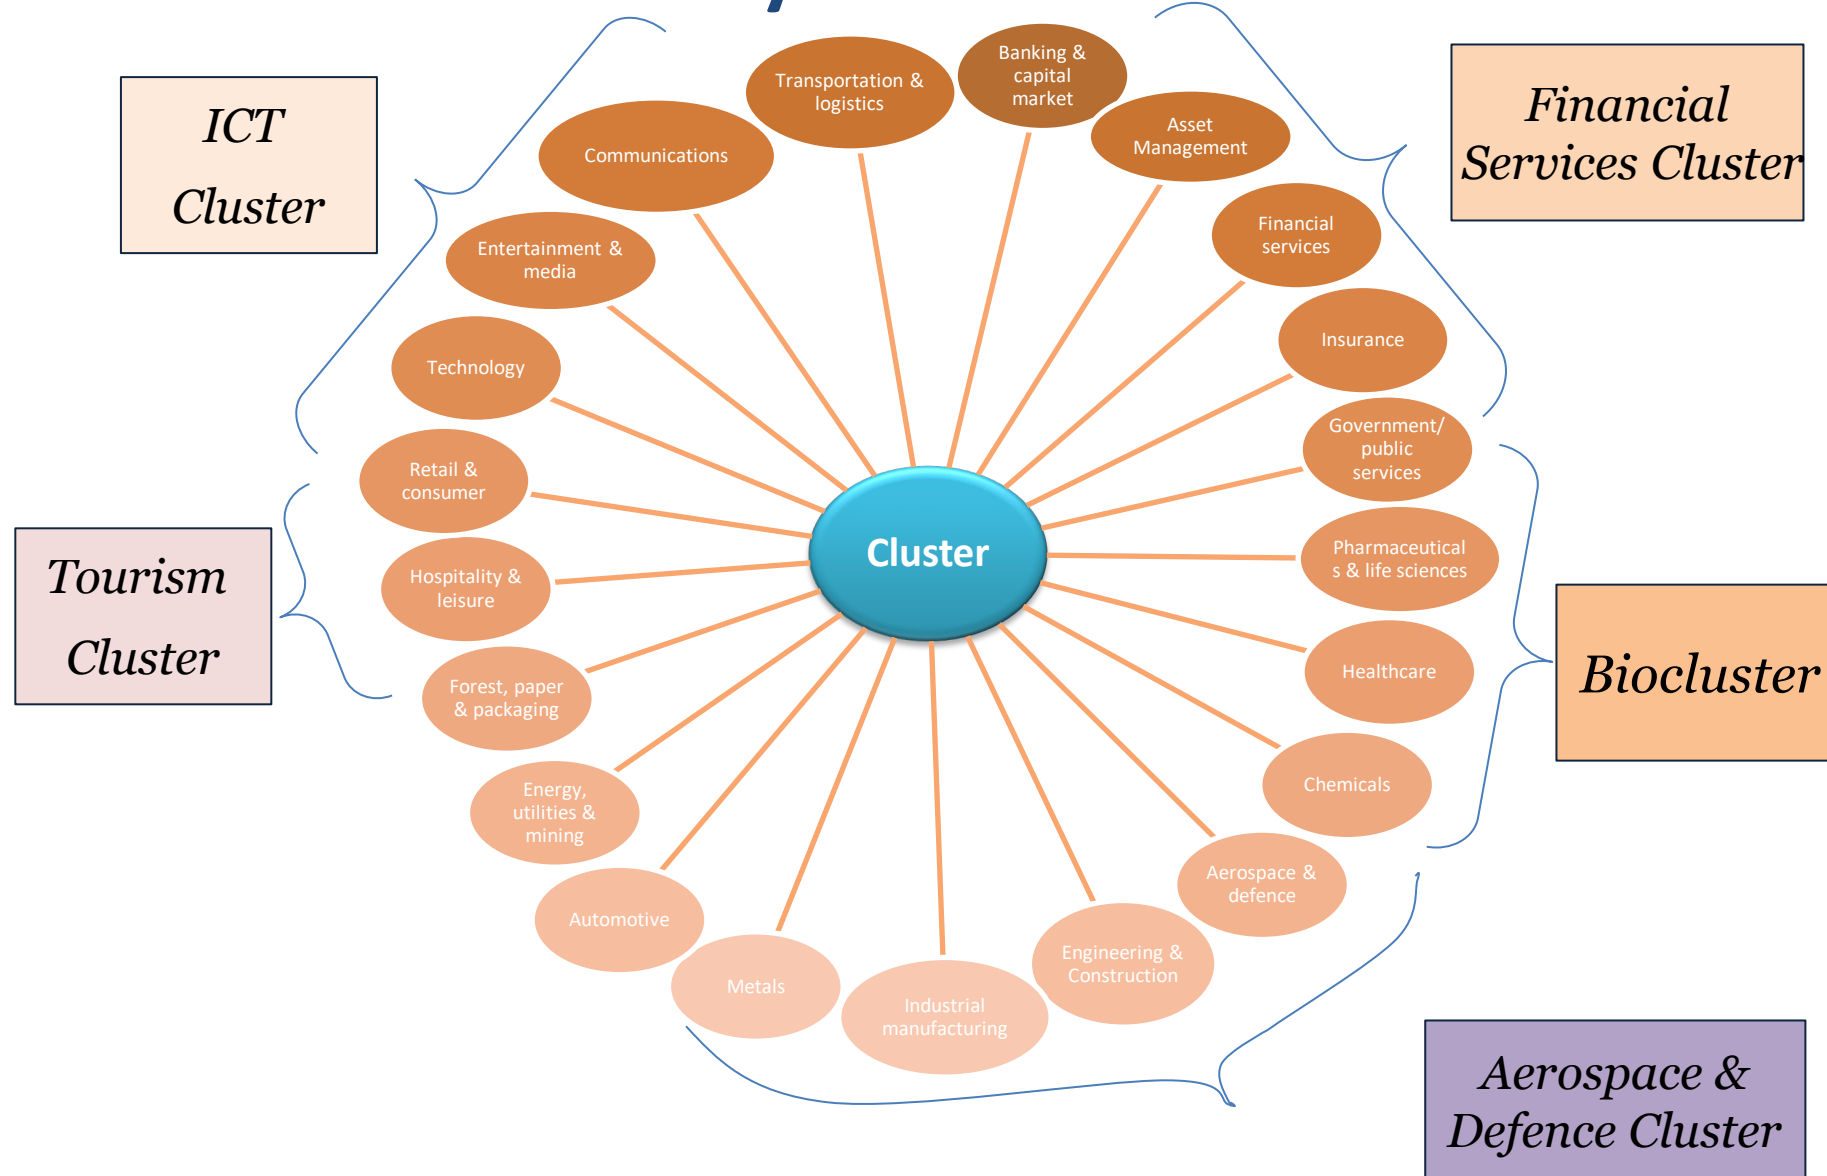 ICT
Cluster
Financial
Services Cluster
Tourism
Cluster
Biocluster
Aerospace &
Defence Cluster
Cluster
Banking &
capital
market
Asset
Management
Financial
services
Insurance
Government/
public
services
Pharmaceutical
s & life sciences
Healthcare
Chemicals
Aerospace &
defence
Engineering &
Construction
Industrial
manufacturing
Metals
Automotive
Energy,
utilities &
mining
Forest, paper
& packaging
Hospitality &
leisure
Retail &
consumer
Technology
Entertainment &
media
Communications
Transportation &
logistics